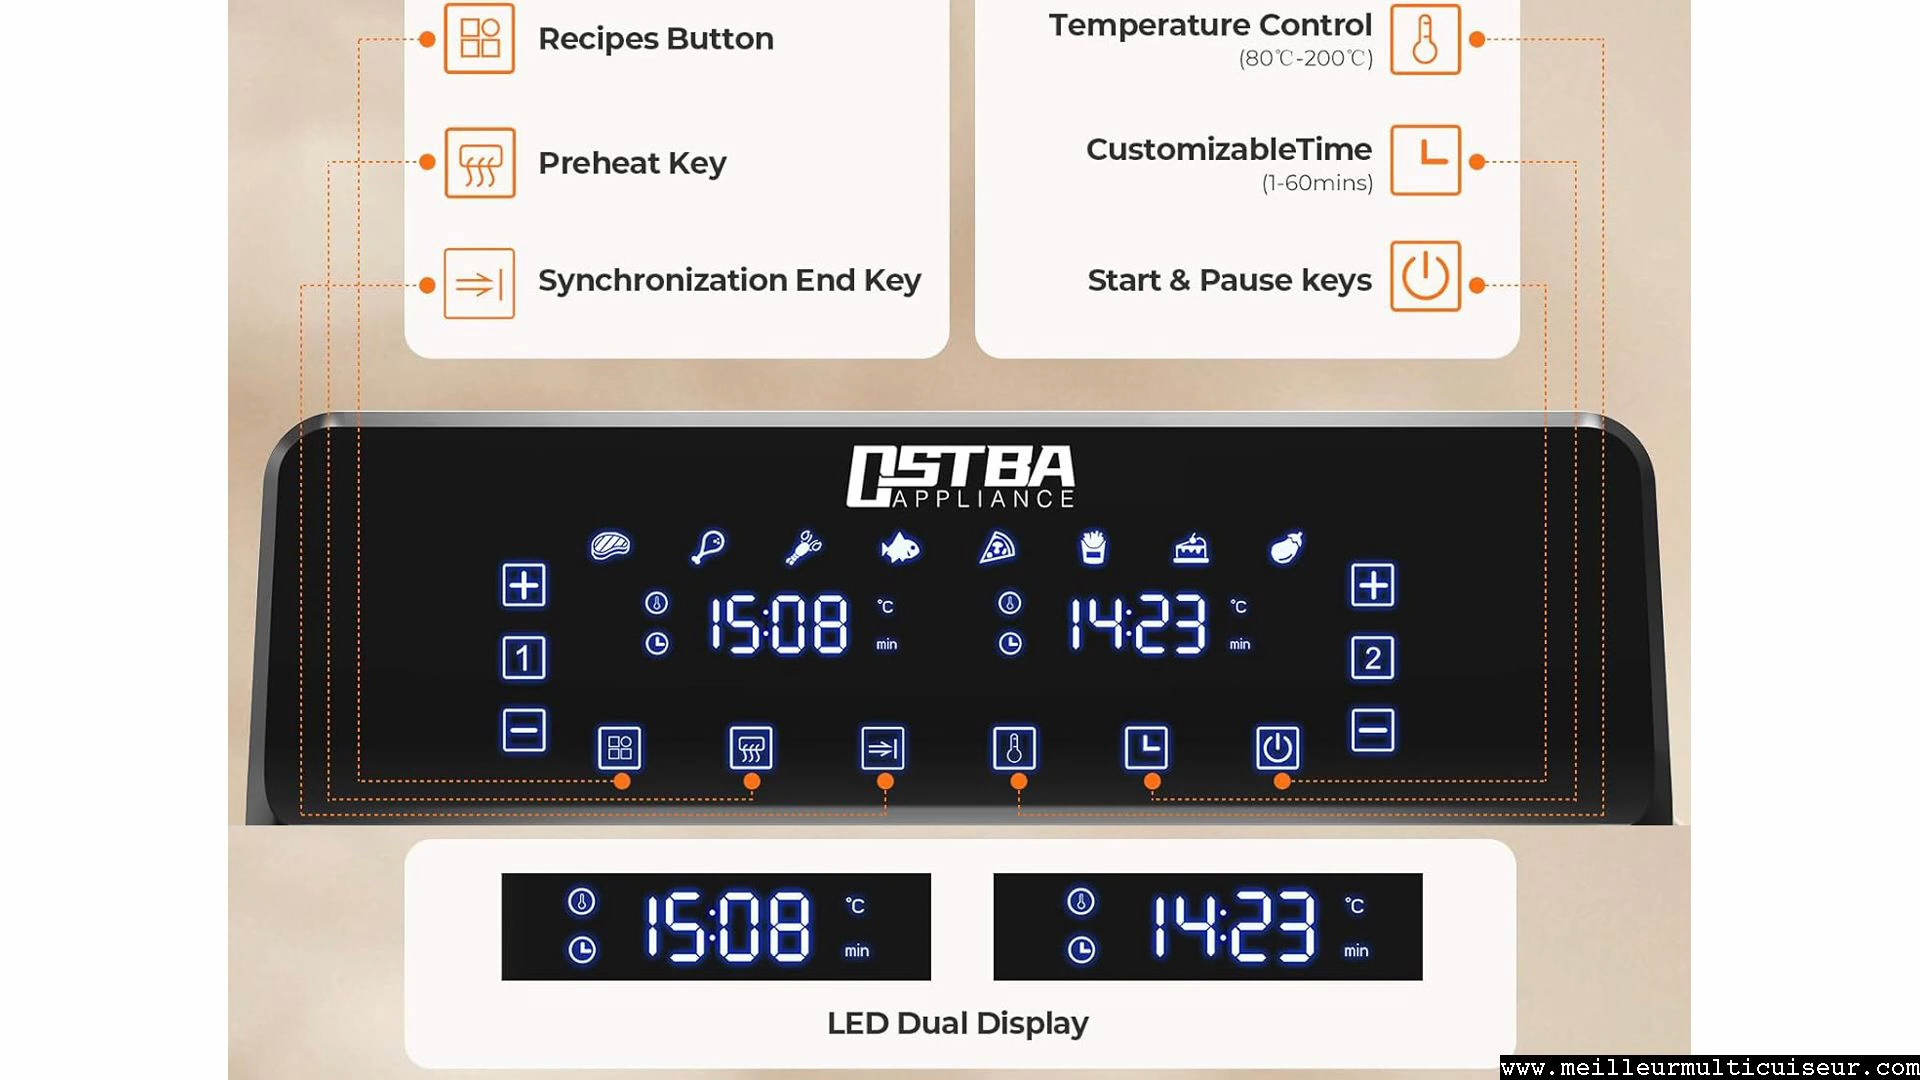 Recipes Button
Preheat Key
Synchronization End Key
Temperature Control
(80℃-200℃)
CustomizableTime
(1-60mins)
Start & Pause keys
OSTBA
APPLIANCE
15:08
°C
min
14:23
°C
min
1
2
15:08
°C
min
14:23
°C
min
LED Dual Display
www.meilleurmulticuiseur.com